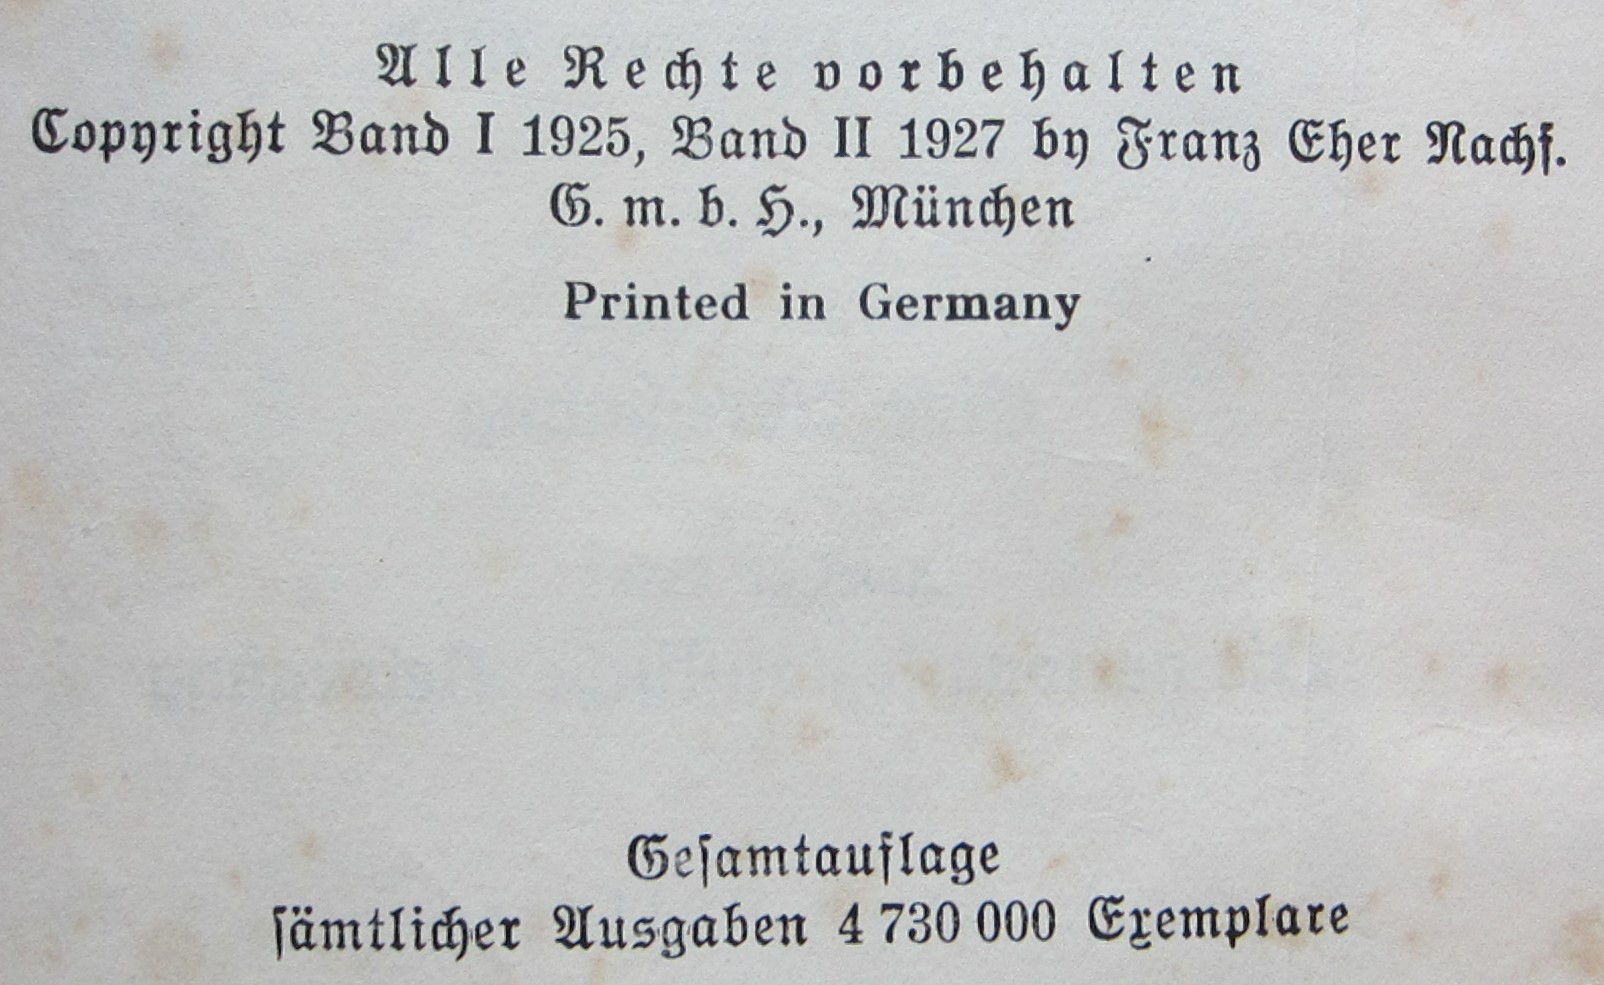 Alle Rechte vorbehalten
Copyright Band I 1925, Band II 1927 by Franz Eher Nachf.
G. m. b. H., München
Printed in Germany
Geſamtauflage
ſämtlicher Ausgaben 4 730 000 Exemplare